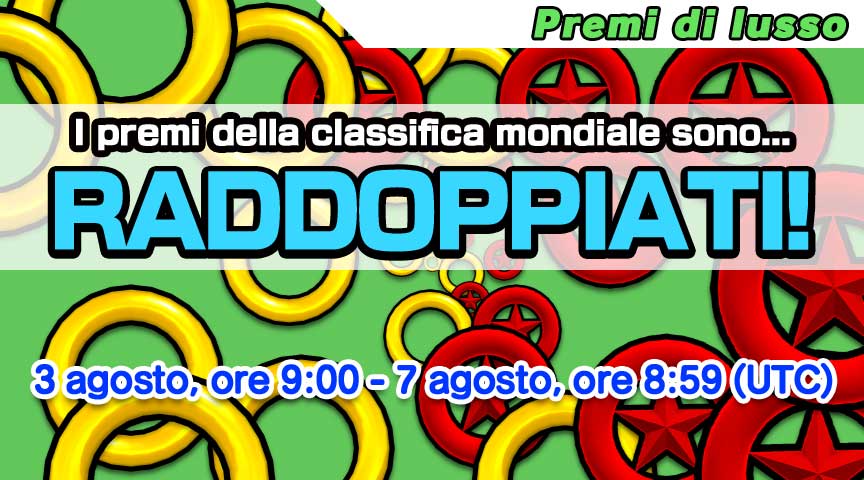 Premi di lusso
I premi della classifica mondiale sono...
RADDOPPIATI!
3 agosto, ore 9:00 - 7 agosto, ore 8:59 (UTC)